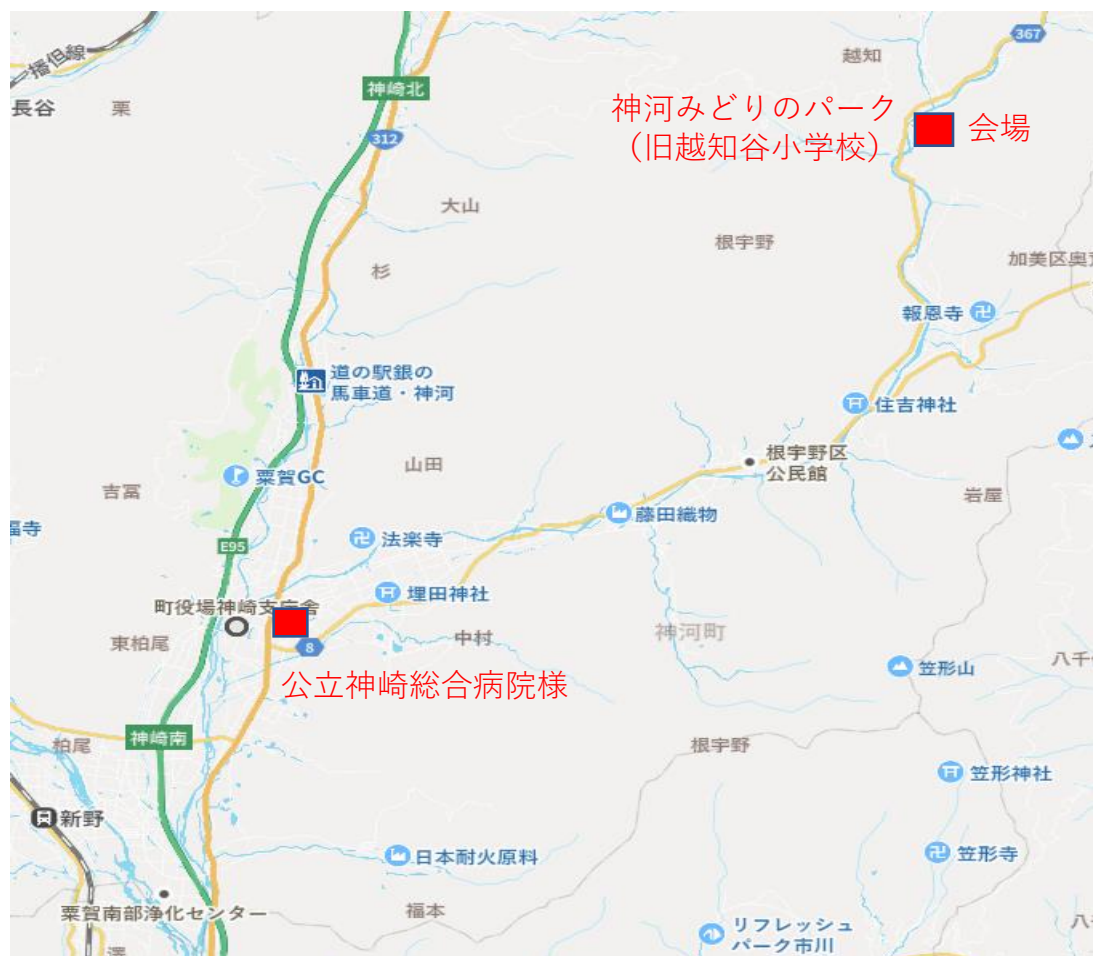 播但線
長谷
粟
神崎北
312
越知
367
神河みどりのパーク
（旧越知谷小学校）
会場
大山
杉
根宇野
加美区奥
報恩寺
道の駅銀の
馬車道・神河
住吉神社
根宇野区
公民館
山田
粟賀GC
吉冨
福寺
岩屋
藤田織物
法楽寺
E95
埋田神社
町役場神崎支庁舎
東柏尾
8
中村
神河町
笠形山
八千
公立神崎総合病院様
神崎南
柏尾
根宇野
笠形神社
新野
日本耐火原料
笠形寺
粟賀南部浄化センター
福本
リフレッシュ
パーク市川
八
澤